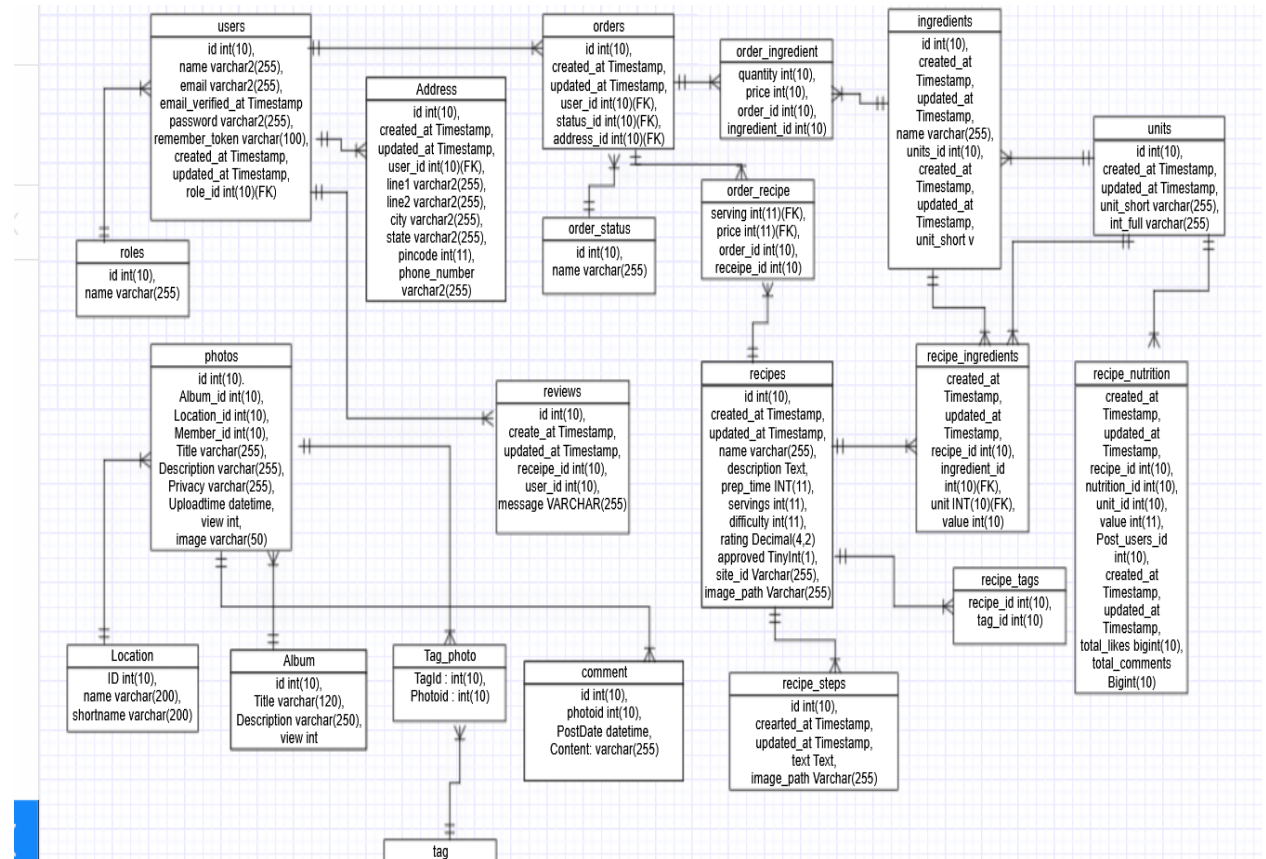 users
id int(10),
name varchar2(255),
email varchar2(255),
email_verified_at Timestamp
password varchar2(255),
remember_token varchar(100),
created_at Timestamp,
updated_at Timestamp,
role_id int(10)(FK)
roles
id int(10),
name varchar(255)
Address
id int(10),
created_at Timestamp,
updated_at Timestamp,
user_id int(10)(FK),
line1 varchar2(255),
line2 varchar2(255),
city varchar2(255),
state varchar2(255),
pincode int(11),
phone_number
varchar2(255)
orders
id int(10),
created_at Timestamp,
updated_at Timestamp,
user_id int(10)(FK),
status_id int(10)(FK),
address_id int(10)(FK)
order_ingredient
quantity int(10),
price int(10),
order_id int(10),
ingredient_id int(10)
ingredients
id int(10),
created_at
Timestamp,
updated_at
Timestamp,
name varchar(255),
units_id int(10),
created_at
Timestamp,
updated_at
Timestamp,
unit_short v
units
id int(10),
created_at Timestamp,
updated_at Timestamp,
unit_short varchar(255),
int_full varchar(255)
order_status
id int(10),
name varchar(255)
order_recipe
serving int(11)(FK),
price int(11)(FK),
order_id int(10),
receipe_id int(10)
photos
id int(10).
Album_id int(10),
Location_id int(10),
Member_id int(10),
Title varchar(255),
Description varchar(255),
Privacy varchar(255),
Uploadtime datetime,
view int,
image varchar(50)
reviews
id int(10),
create_at Timestamp,
updated_at Timestamp,
receipe_id int(10),
user_id int(10),
message VARCHAR(255)
recipes
id int(10),
created_at Timestamp,
updated_at Timestamp,
name varchar(255),
description Text,
prep_time INT(11),
servings int(11),
difficulty int(11),
rating Decimal(4,2)
approved TinyInt(1),
site_id Varchar(255),
image_path Varchar(255)
recipe_ingredients
created_at
Timestamp,
updated_at
Timestamp,
recipe_id int(10),
ingredient_id
int(10)(FK),
unit INT(10)(FK),
value int(10)
recipe_nutrition
created_at
Timestamp,
updated_at
Timestamp,
recipe_id int(10),
nutrition_id int(10),
unit_id int(10),
value int(11),
Post_users_id
int(10),
created_at
Timestamp,
updated_at
Timestamp,
total_likes bigint(10),
total_comments
Bigint(10)
recipe_tags
recipe_id int(10),
tag_id int(10)
Location
ID int(10),
name varchar(200),
shortname varchar(200)
Album
id int(10),
Title varchar(120),
Description varchar(250),
view int
Tag_photo
TagId : int(10),
Photoid : int(10)
comment
id int(10),
photoid int(10),
PostDate datetime,
Content: varchar(255)
recipe_steps
id int(10),
crearted_at Timestamp,
updated_at Timestamp,
text Text,
image_path Varchar(255)
tag